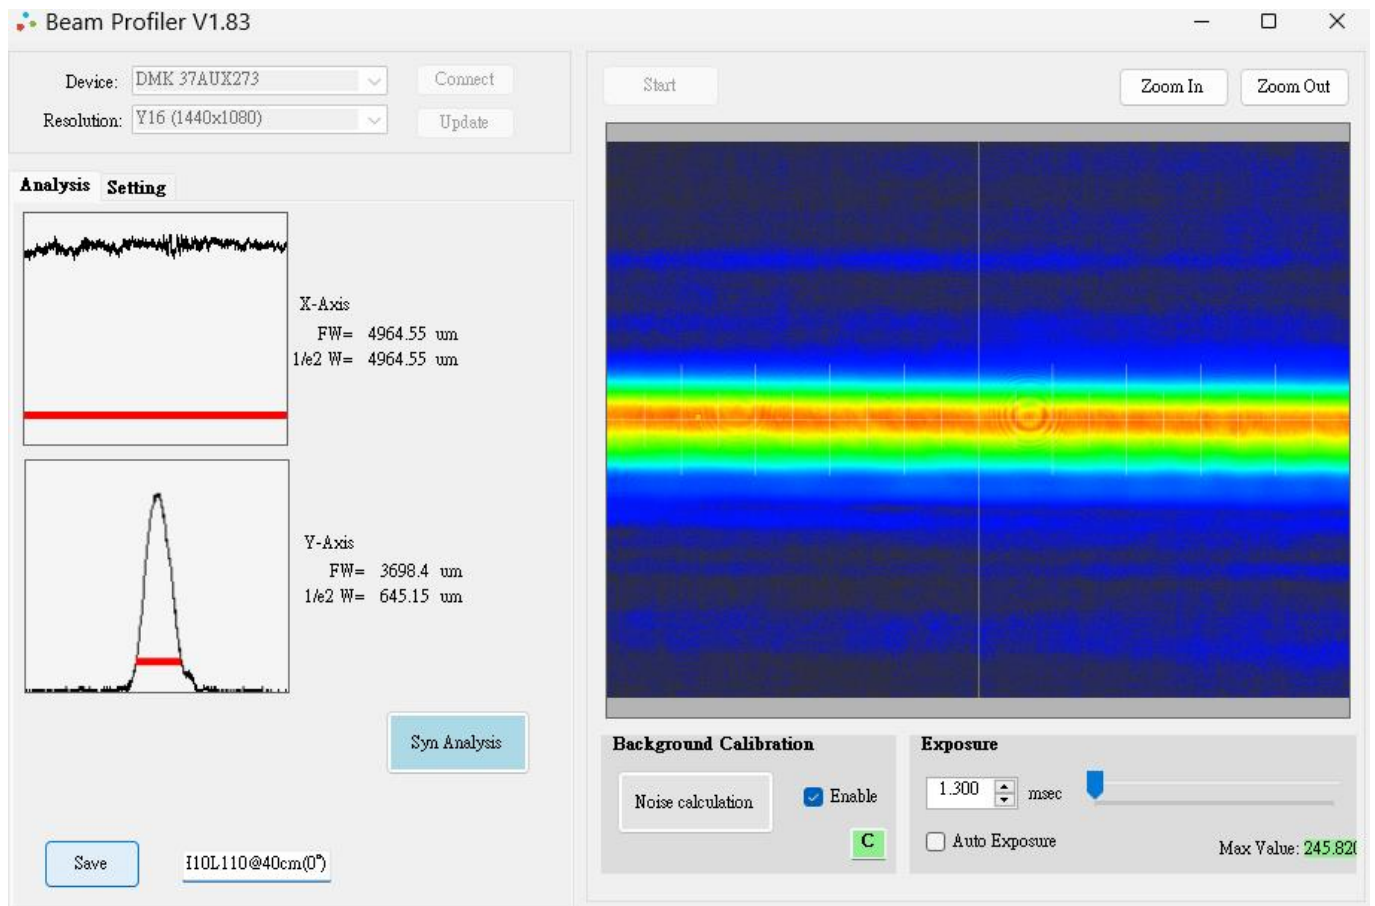 Beam Profiler V1.83
Device: DMK 37AUX273 Connect
Resolution: Y16 (1440x1080) Update
Start Zoom In Zoom Out
Analysis Setting
X-Axis
FW= 4964.55 um
1/e2 W= 4964.55 um
Y-Axis
FW= 3698.4 um
1/e2 W= 645.15 um
Syn Analysis
Save I10L110@40cm(0°)
Background Calibration
Noise calculation Enable
C
Exposure
1.300 msec
Auto Exposure
Max Value: 245.820